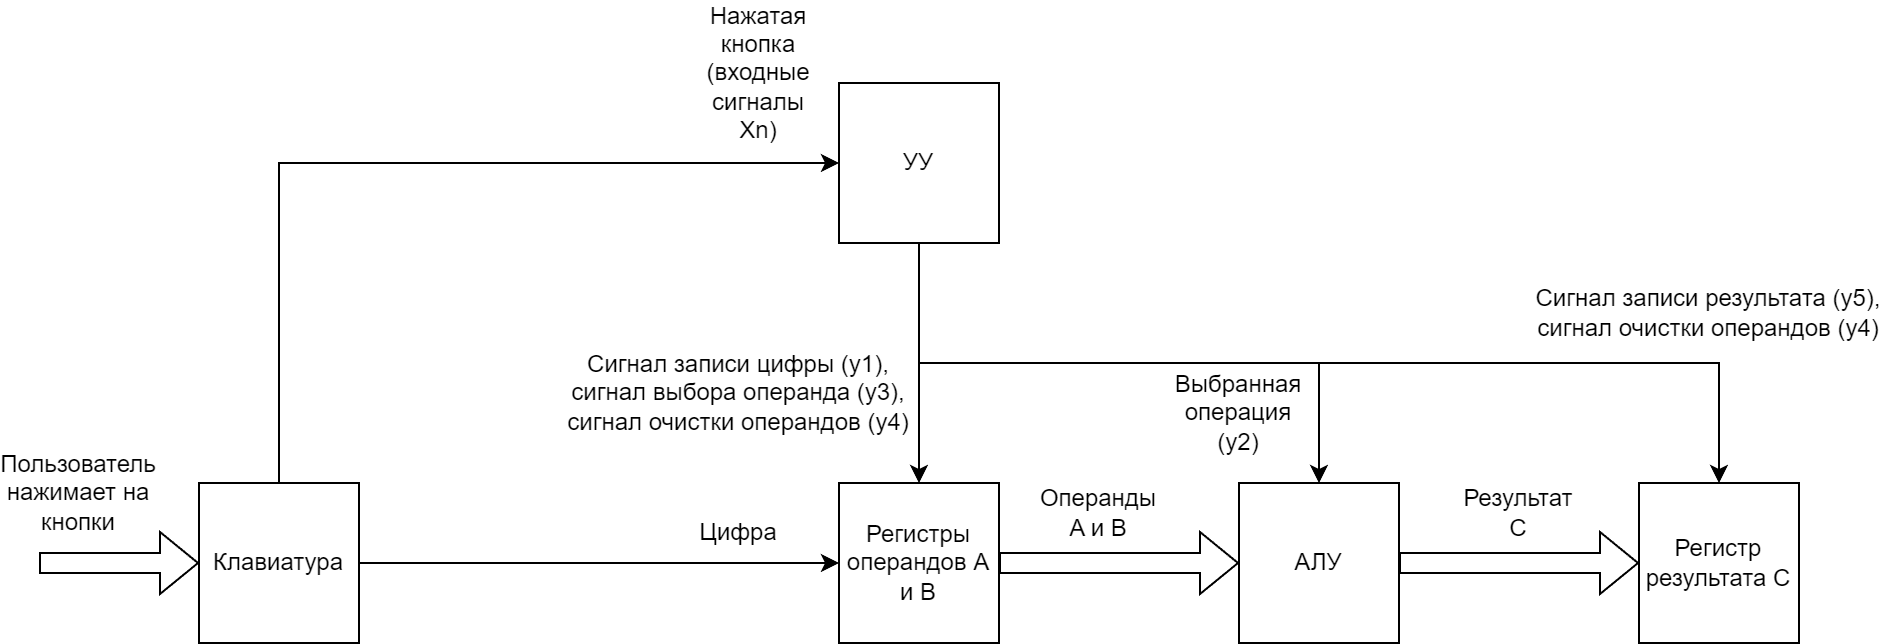 Нажатая
кнопка
(входные
сигналы
Xn)
УУ
Сигнал записи результата (y5),
сигнал очистки операндов (y4)
Сигнал записи цифры (y1),
сигнал выбора операнда (y3),
сигнал очистки операндов (y4)
Выбранная
операция
(y2)
Пользователь
нажимает на
кнопки
Клавиатура
Цифра
Регистры
операндов A
и B
Операнды
A и B
АЛУ
Результат
C
Регистр
результата C